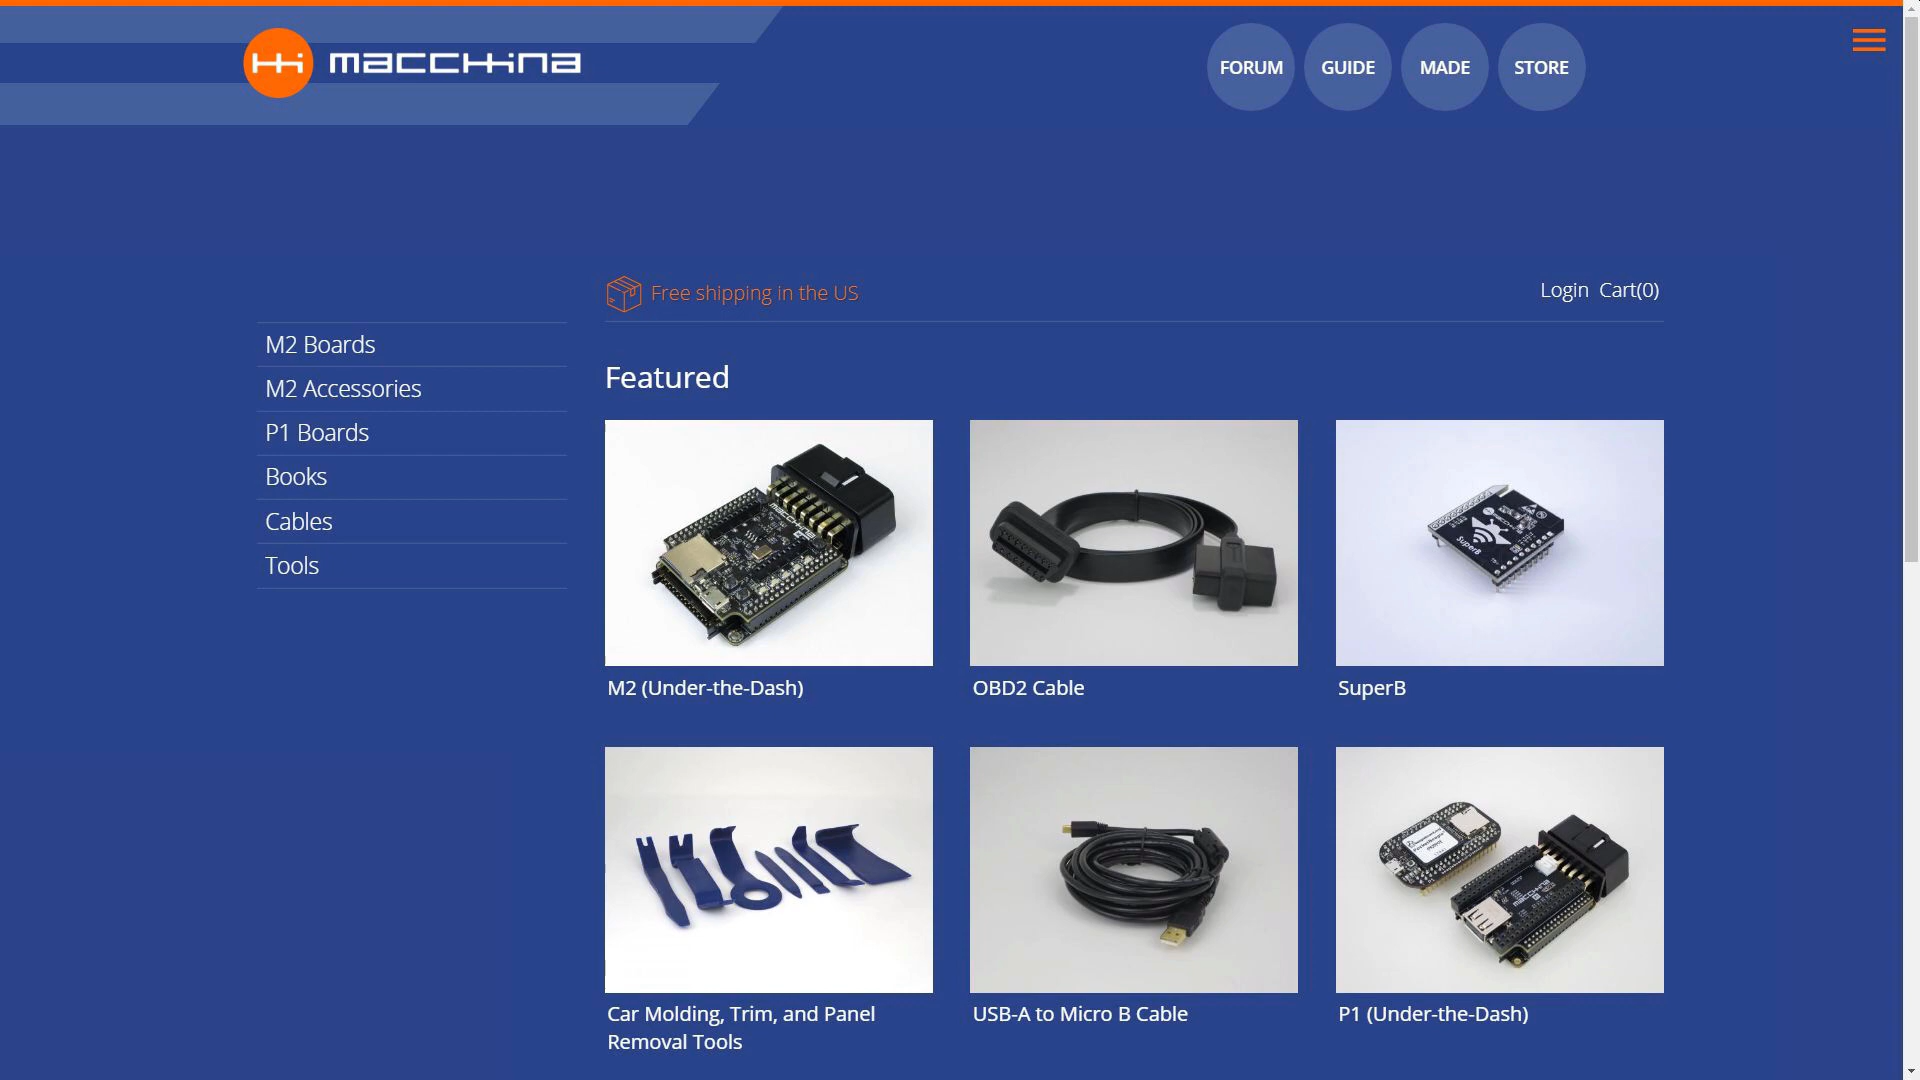 macchina
FORUM
GUIDE
MADE
STORE
Free shipping in the US
Login Cart(0)
M2 Boards
M2 Accessories
P1 Boards
Books
Cables
Tools
Featured
SuperB
M2 (Under-the-Dash)
OBD2 Cable
SuperB
Car Molding, Trim, and Panel
Removal Tools
USB-A to Micro B Cable
P1 (Under-the-Dash)